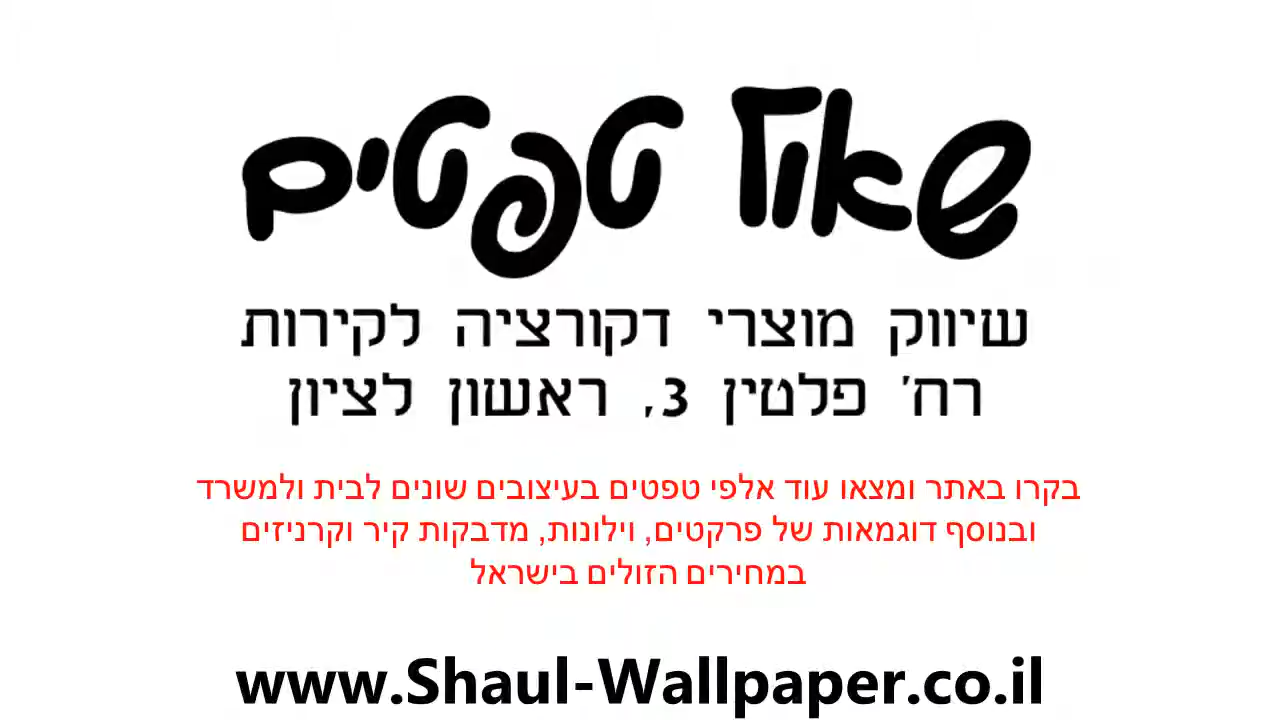 שאול טפטים
שיווק מוצרי דקורציה לקירות
רח' פלטין 3, ראשון לציון
בקרו באתר ומצאו עוד אלפי טפטים בעיצובים שונים לבית ולמשרד
ובנוסף דוגמאות של פרקטים, וילונות, מדבקות קיר וקרניזים
במחירים הזולים בישראל
www.Shaul-Wallpaper.co.il